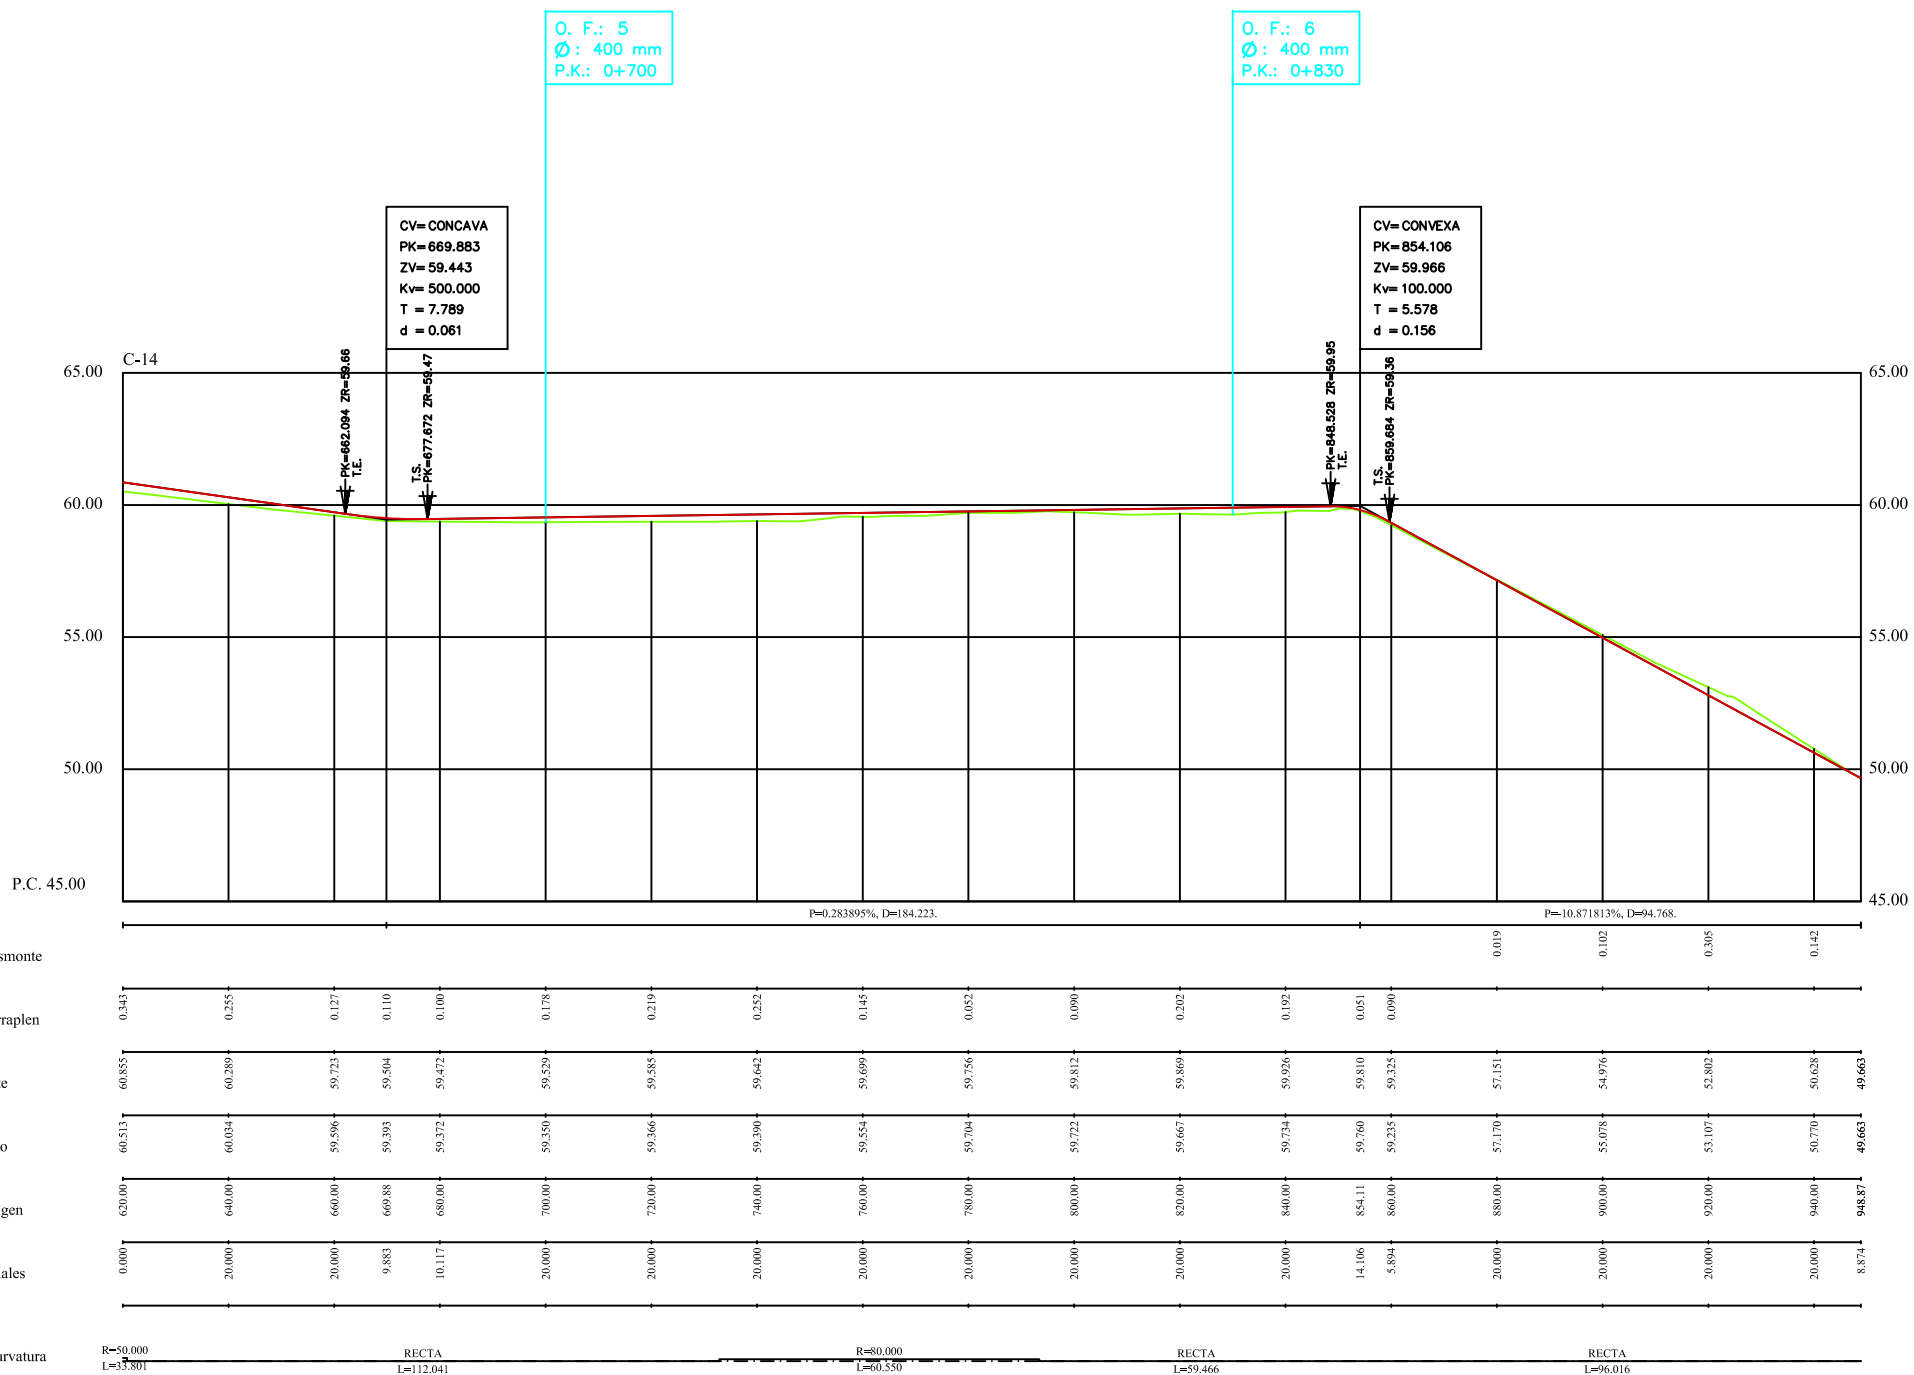 O. F.: 5
Ø: 400 mm
P.K.: 0+700
O. F.: 6
Ø: 400 mm
P.K.: 0+830
CV=CONCAVA
PK=669.883
ZV=59.443
Kv=500.000
T =7.789
d =0.061
CV=CONVEXA
PK=854.106
ZV=59.966
Kv=100.000
T =5.578
d =0.156
C-14
PK=662.094 ZR=59.66
T.E.
T.S.
PK=677.672 ZR=59.47
PK=848.528 ZR=59.95
T.E.
T.S.
PK=859.684 ZR=59.36
65.00 65.00
60.00 60.00
55.00 55.00
50.00 50.00
P.C. 45.00 45.00
P=0.283895%, D=184.223. P=-10.871813%, D=94.768.
smonte 0.019 0.102 0.305 0.142
rraplen 0.343 0.255 0.127 0.110 0.100 0.178 0.219 0.252 0.145 0.052 0.090 0.202 0.192 0.051 0.090
te 60.855 60.289 59.723 59.504 59.472 59.529 59.585 59.642 59.699 59.756 59.812 59.869 59.926 59.810 59.325 57.151 54.976 52.802 50.628 49.663
o 60.513 60.034 59.596 59.393 59.372 59.350 59.366 59.390 59.554 59.704 59.722 59.667 59.734 59.760 59.235 57.170 55.078 53.107 50.770 49.663
gen 620.00 640.00 660.00 669.88 680.00 700.00 720.00 740.00 760.00 780.00 800.00 820.00 840.00 854.11 860.00 880.00 900.00 920.00 940.00 948.87
iales 0.000 20.000 20.000 9.883 10.117 20.000 20.000 20.000 20.000 20.000 20.000 20.000 20.000 14.106 5.894 20.000 20.000 20.000 20.000 8.874
urvatura
R=50.000 RECTA R=80.000 RECTA RECTA
L=33.801 L=112.041 L=60.550 L=59.466 L=96.016